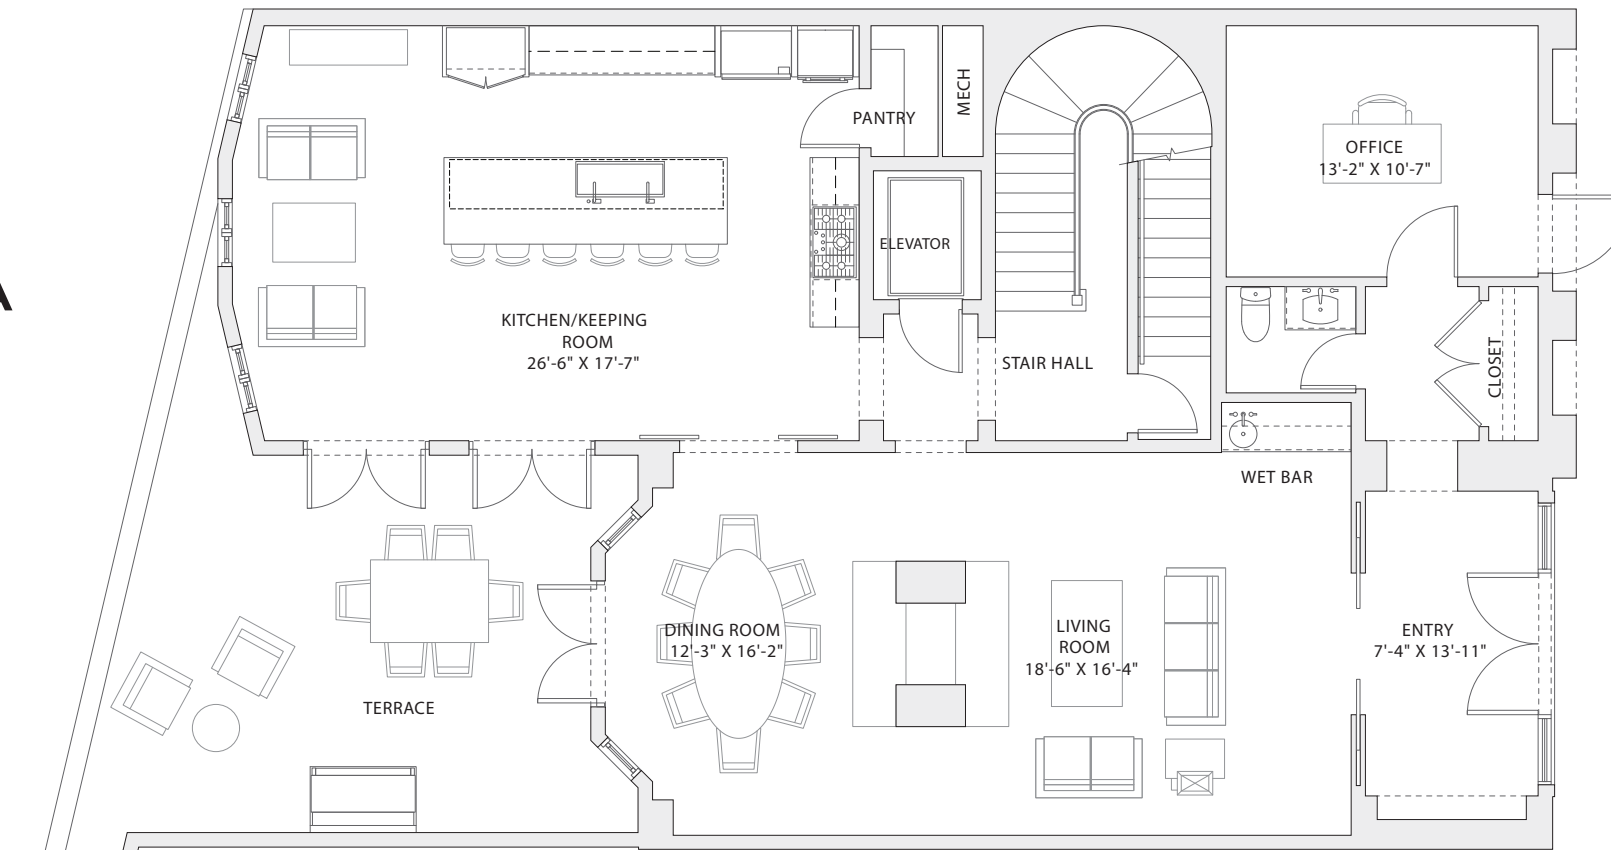 A
PANTRY
MECH
OFFICE
13'-2" X 10'-7"
ELEVATOR
KITCHEN/KEEPING
ROOM
26'-6" X 17'-7"
STAIR HALL
CLOSET
WET BAR
DINING ROOM
12'-3" X 16'-2"
LIVING
ROOM
18'-6" X 16'-4"
ENTRY
7'-4" X 13'-11"
TERRACE